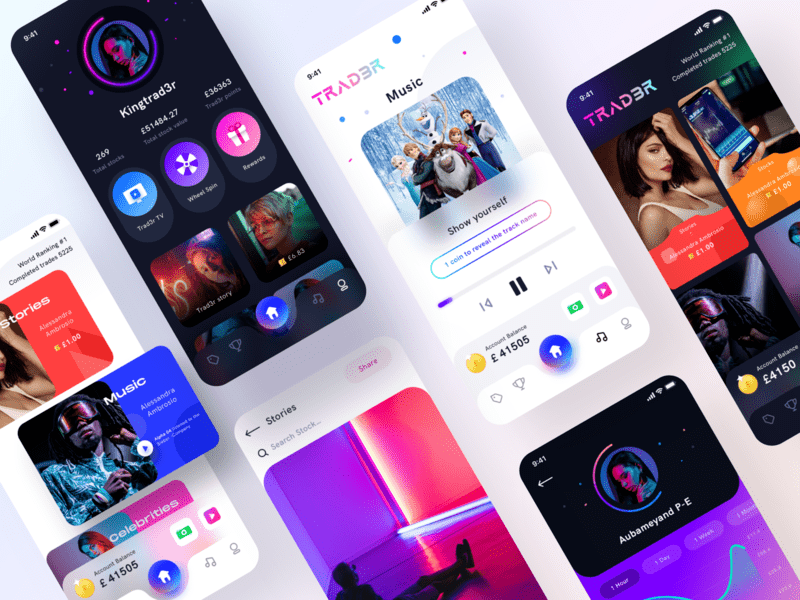 9:41
Kingtrad3r
269
Total stocks
£51484.27
Total stock value
£36363
Trad3r points
Trad3r TV
Wheel Spin
Rewards
Trad3r story
£6.83
9:41
TRAD3R
Music
Show yourself
1 coin to reveal the track name
Account Balance
£ 41505
9:41
TRAD3R
World Ranking #1
Completed trades 5225
Stories
Alessandra Ambrosio
£1.00
Stocks
Alessandra Ambrosio
£1.00
Account Balance
£4150
World Ranking #1
Completed trades 5225
Stories
Alessandra
Ambrosio
£1.00
Music
Alessandra
Ambrosio
Celebrities
Account Balance
£ 41505
Share
Stories
Search Stock...
9:41
Aubameyand P-E
1 Hour
1 Day
1 Week